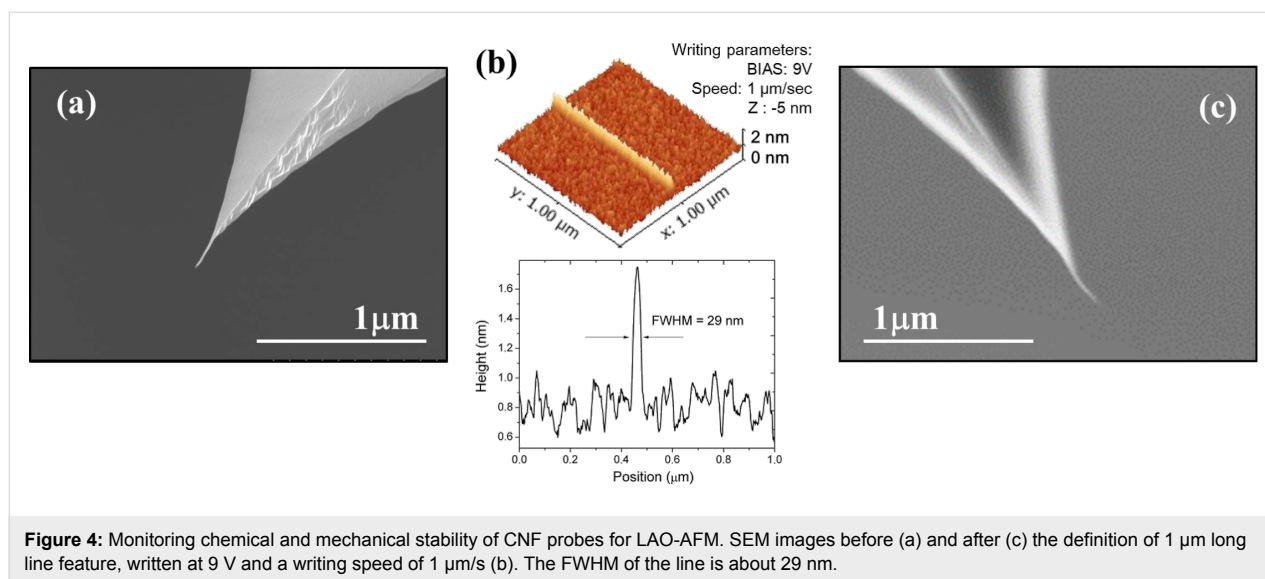 (a)
1μm
(b)
Writing parameters:
BIAS: 9V
Speed: 1 μm/sec
Z : -5 nm
2 nm
0 nm
y: 1.00 μm
x: 1.00 μm
Height (nm)
1.6
1.4
1.2
1.0
0.8
0.6
FWHM = 29 nm
0.0 0.2 0.4 0.6 0.8 1.0
Position (μm)
(c)
1μm
Figure 4: Monitoring chemical and mechanical stability of CNF probes for LAO-AFM. SEM images before (a) and after (c) the definition of 1 μm long
line feature, written at 9 V and a writing speed of 1 μm/s (b). The FWHM of the line is about 29 nm.